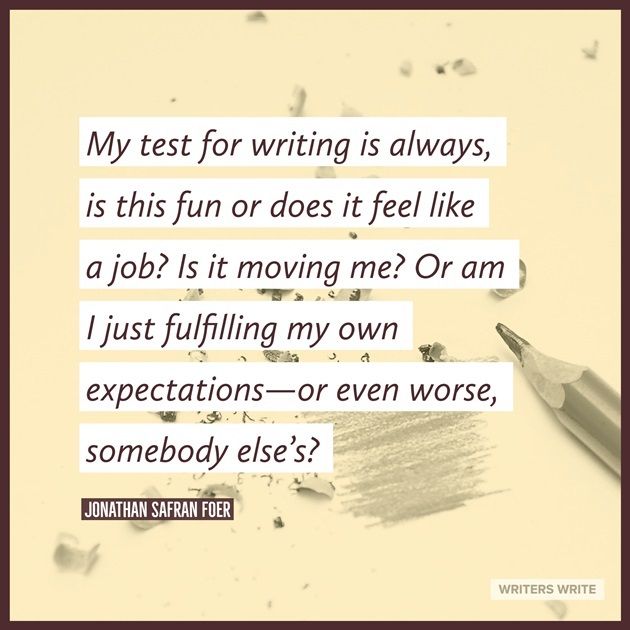 My test for writing is always,
is this fun or does it feel like
a job? Is it moving me? Or am
I just fulfilling my own
expectations—or even worse,
somebody else’s?
JONATHAN SAFRAN FOER
WRITERS WRITE